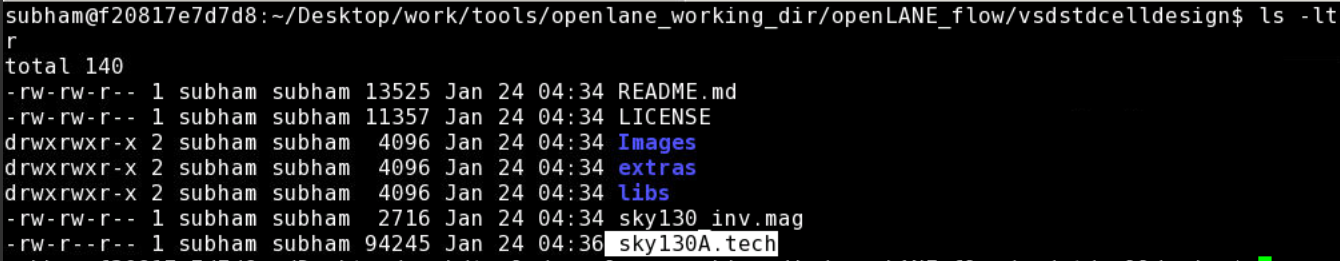 subham@f20817e7d7d8:~/Desktop/work/tools/openlane_working_dir/openLANE_flow/vsdstdcelldesign$ ls -lt
r
total 140
-rw-rw-r-- 1 subham subham 13525 Jan 24 04:34 README.md
-rw-rw-r-- 1 subham subham 11357 Jan 24 04:34 LICENSE
drwxrwxr-x 2 subham subham  4096 Jan 24 04:34 Images
drwxrwxr-x 2 subham subham  4096 Jan 24 04:34 extras
drwxrwxr-x 2 subham subham  4096 Jan 24 04:34 libs
-rw-rw-r-- 1 subham subham  2716 Jan 24 04:34 sky130_inv.mag
-rw-r--r-- 1 subham subham 94245 Jan 24 04:36 sky130A.tech